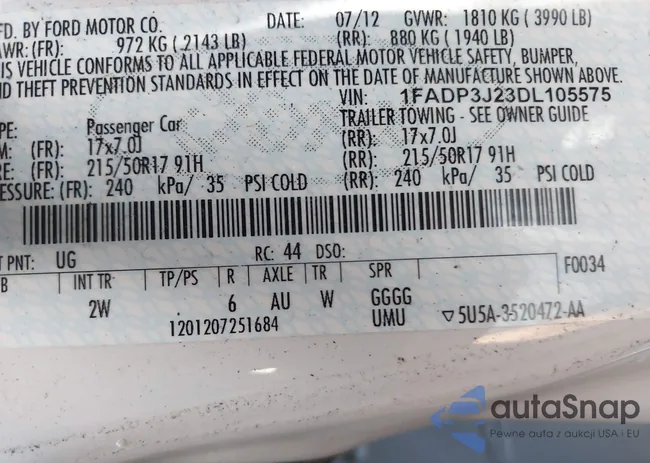 FD. BY FORD MOTOR CO. DATE: 07/12 GVWR: 1810 KG ( 3990 LB)
AWR: (FR): 972 KG ( 2143 LB) (RR): 880 KG ( 1940 LB)
IS VEHICLE CONFORMS TO ALL APPLICABLE FEDERAL MOTOR VEHICLE SAFETY, BUMPER,
ND THEFT PREVENTION STANDARDS IN EFFECT ON THE DATE OF MANUFACTURE SHOWN ABOVE.
VIN: 1FADP3J23DL105575
PE: Passenger Car TRAILER TOWING - SEE OWNER GUIDE
M: (FR): 17x7.0J (RR): 17x7.0J
RE: (FR): 215/50R17 91H (RR): 215/50R17 91H
RESSURE: (FR): 240 kPa/ 35 PSI COLD (RR): 240 kPa/ 35 PSI COLD
T PNT: UG RC: 44 DSO:
B INT TR TP/PS R AXLE TR SPR F0034
2W . 6 AU W GGGG
1201207251684 UMU ▽5U5A-3520472-AA
autoSnap
Pewne auta z aukcji USA i EU